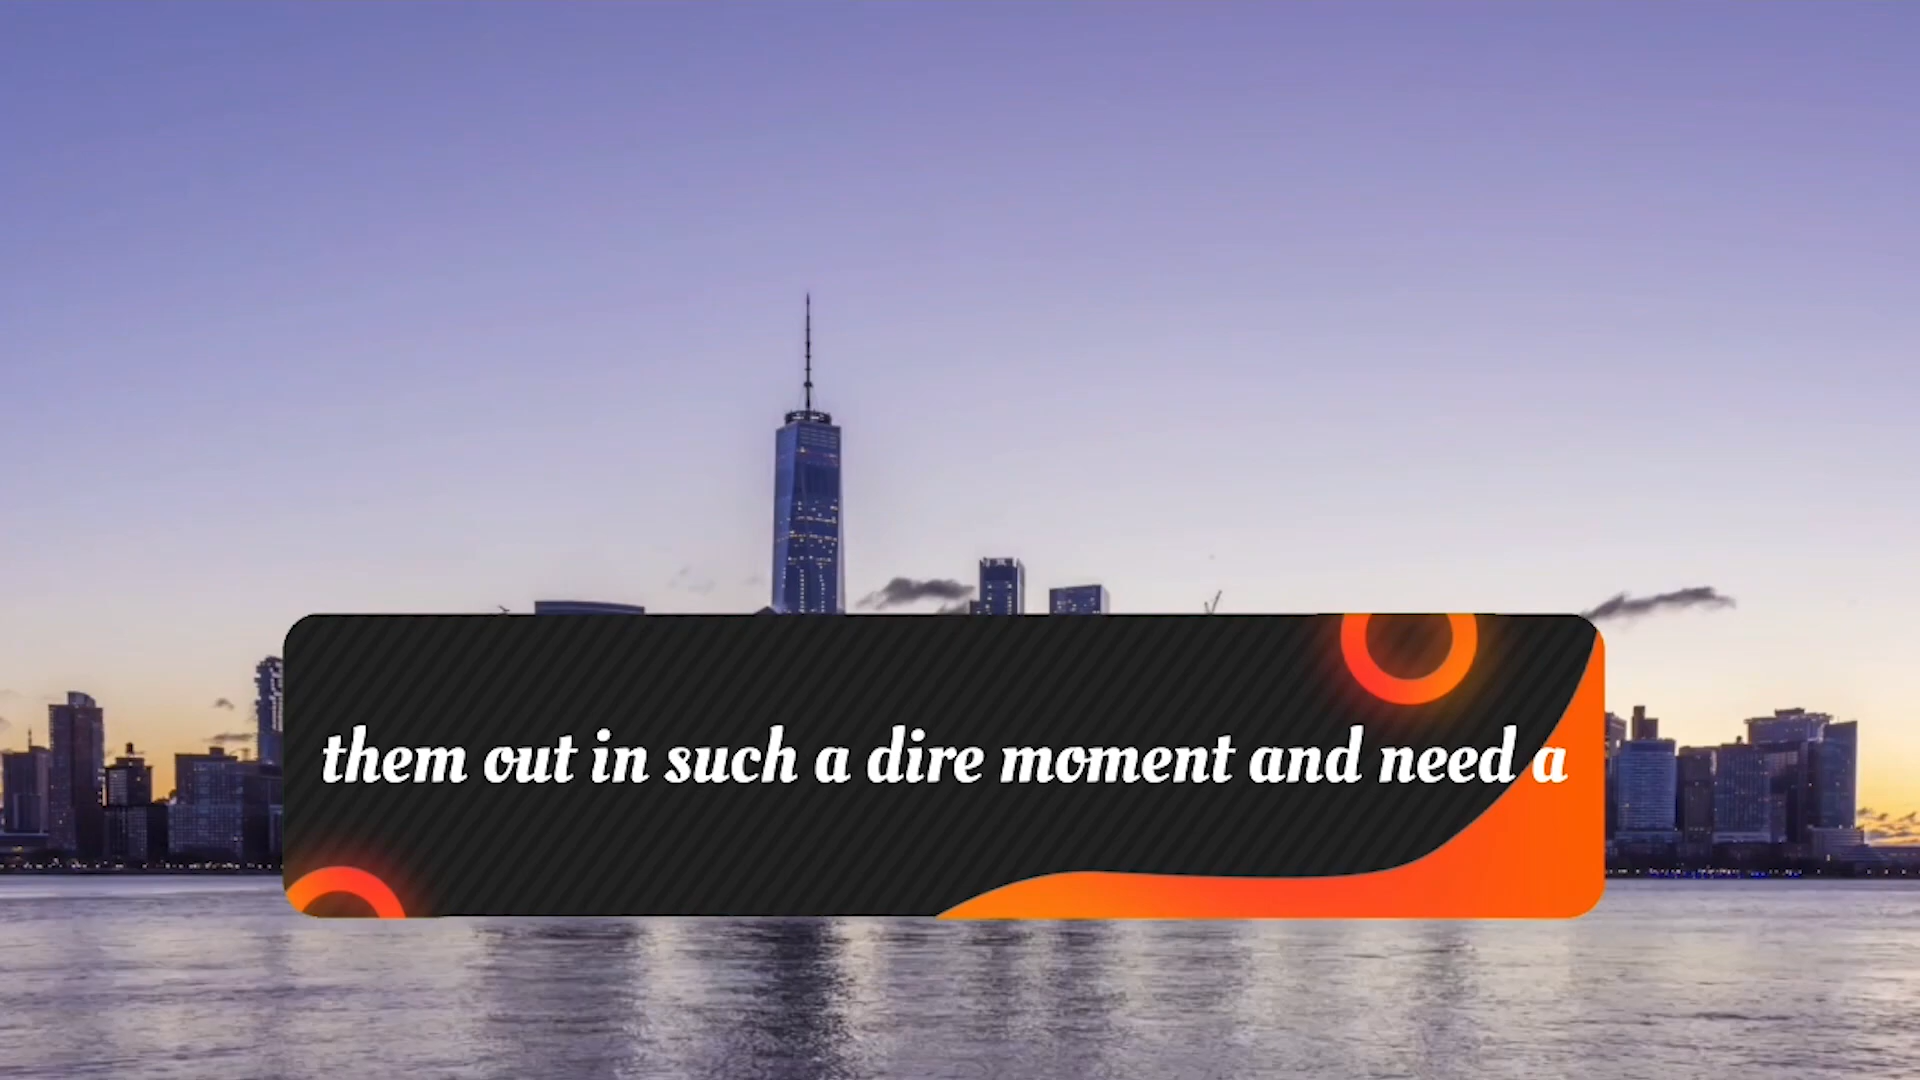 them out in such a dire moment and need a